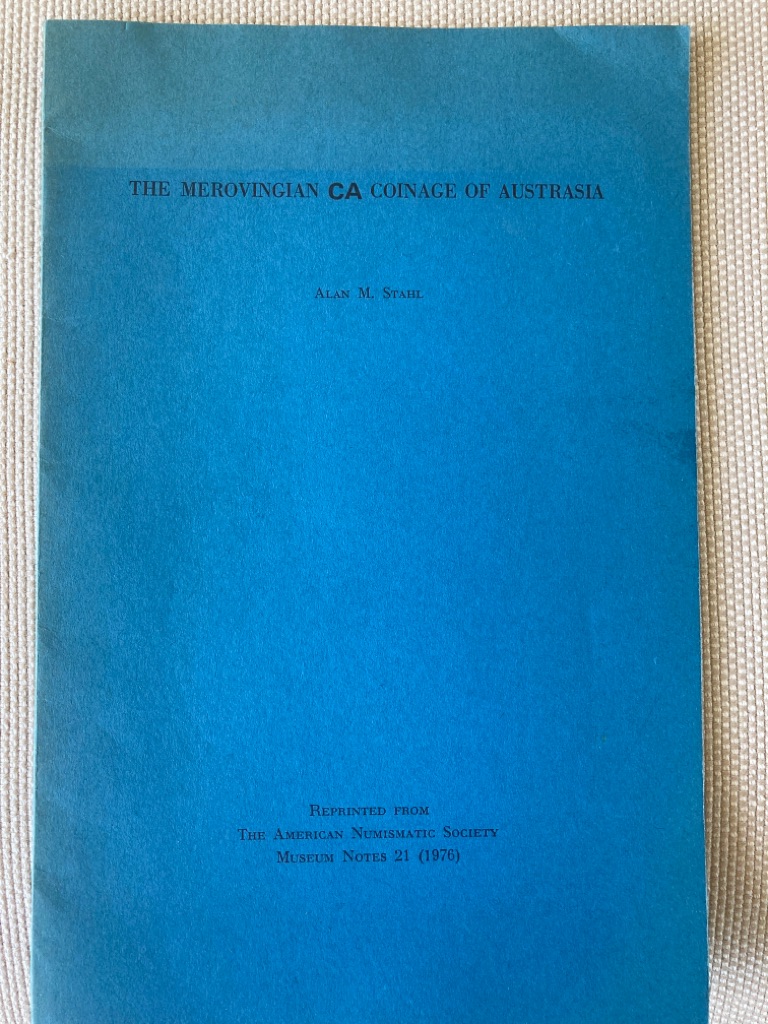 THE MEROVINGIAN CA COINAGE OF AUSTRASIA
Alan M. Stahl
Reprinted from
The American Numismatic Society
Museum Notes 21 (1976)